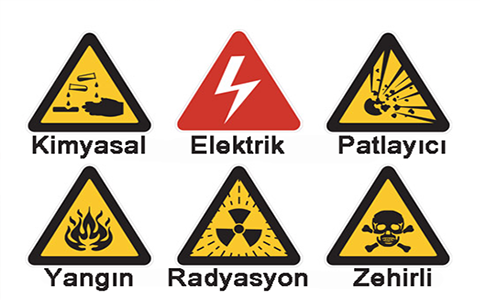 Kimyasal Elektrik Patlayıcı
Yangın Radyasyon Zehirli